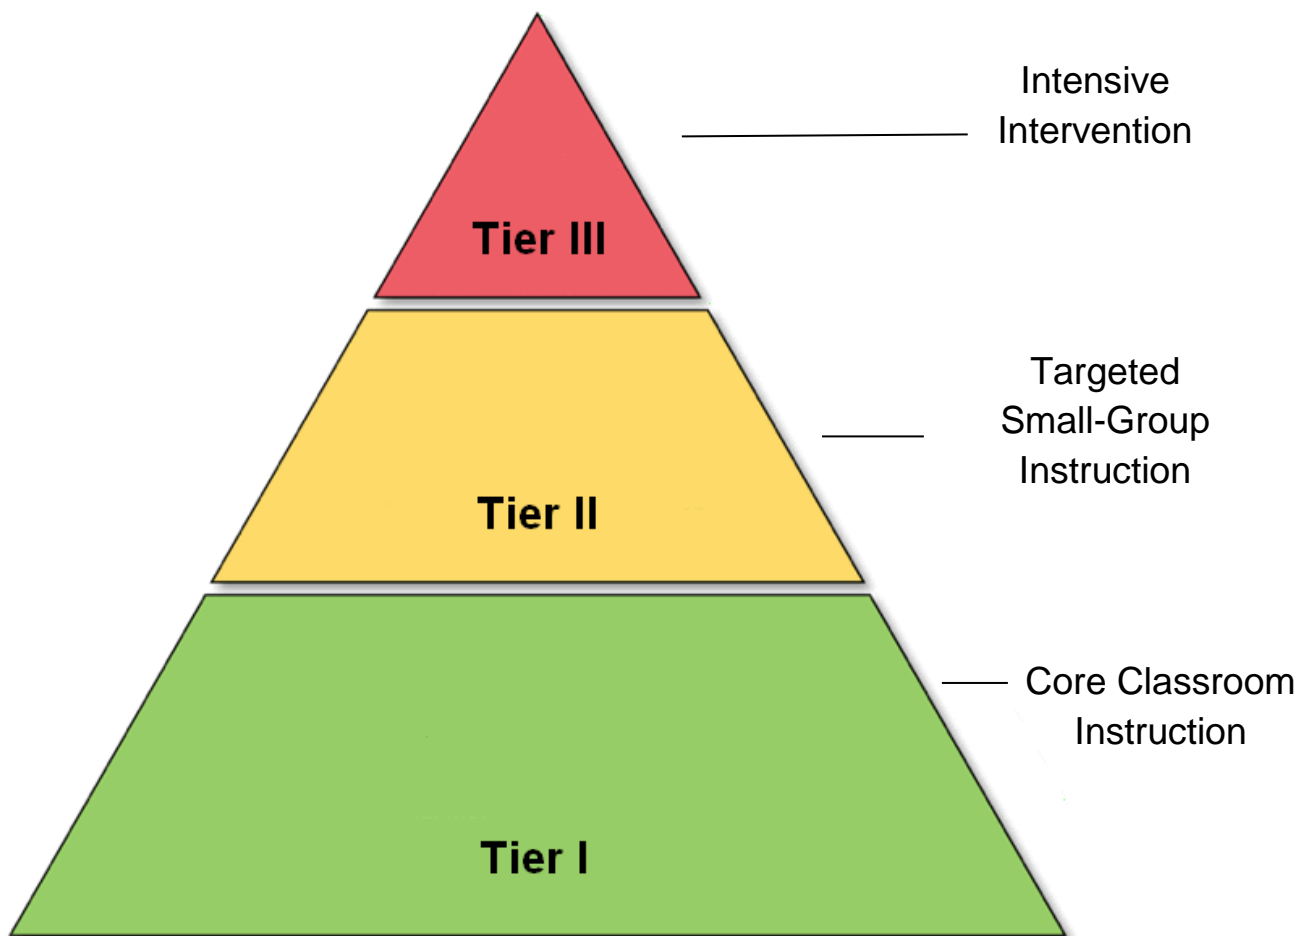 Intensive
Intervention
Tier III
Targeted
Small-Group
Instruction
Tier II
Core Classroom
Instruction
Tier I